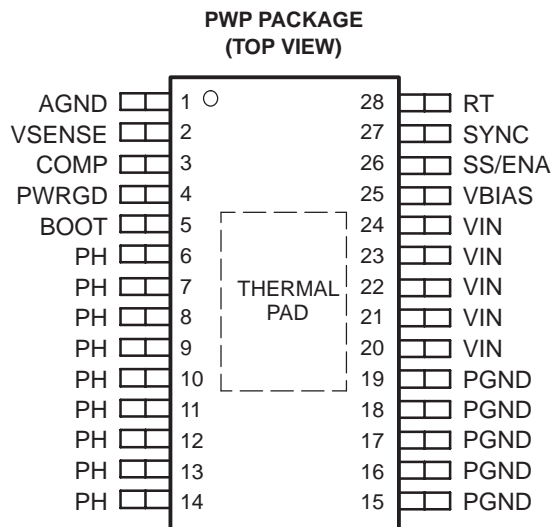 PWP PACKAGE
(TOP VIEW)
AGND 1 28 RT
VSENSE 2 27 SYNC
COMP 3 26 SS/ENA
PWRGD 4 25 VBIAS
BOOT 5 24 VIN
PH 6 23 VIN
PH 7 THERMAL 22 VIN
PH 8 PAD 21 VIN
PH 9 20 VIN
PH 10 19 PGND
PH 11 18 PGND
PH 12 17 PGND
PH 13 16 PGND
PH 14 15 PGND